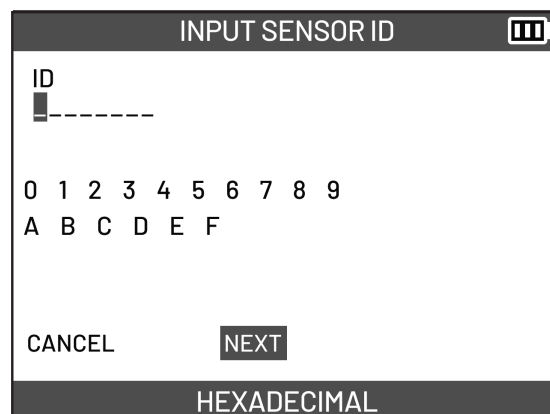 INPUT SENSOR ID
ID
________
0 1 2 3 4 5 6 7 8 9
A B C D E F
CANCEL NEXT
HEXADECIMAL